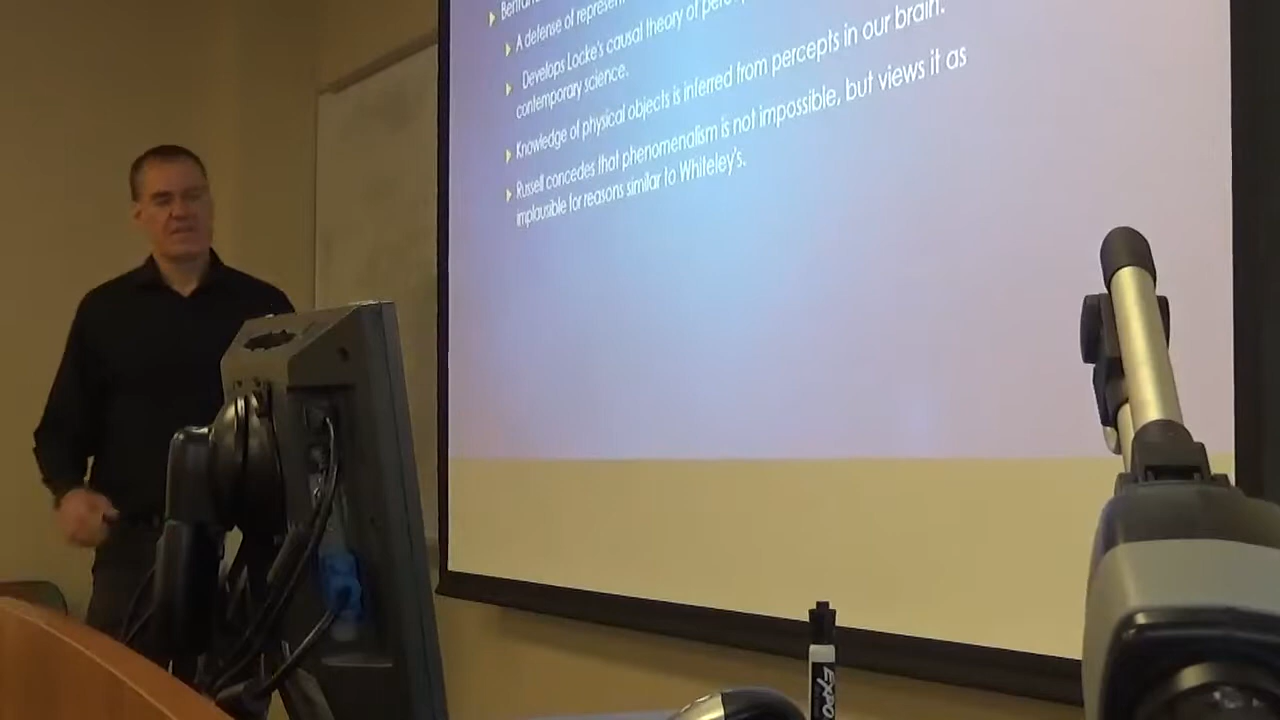 A defense of
Develops Locke's causal theory of
contemporary science.
Knowledge of physical objects is inferred from percepts in our brain.
Russell concedes that phenomenalism is not impossible, but views it as
implausible for reasons similar to Whiteley's.
EXPO